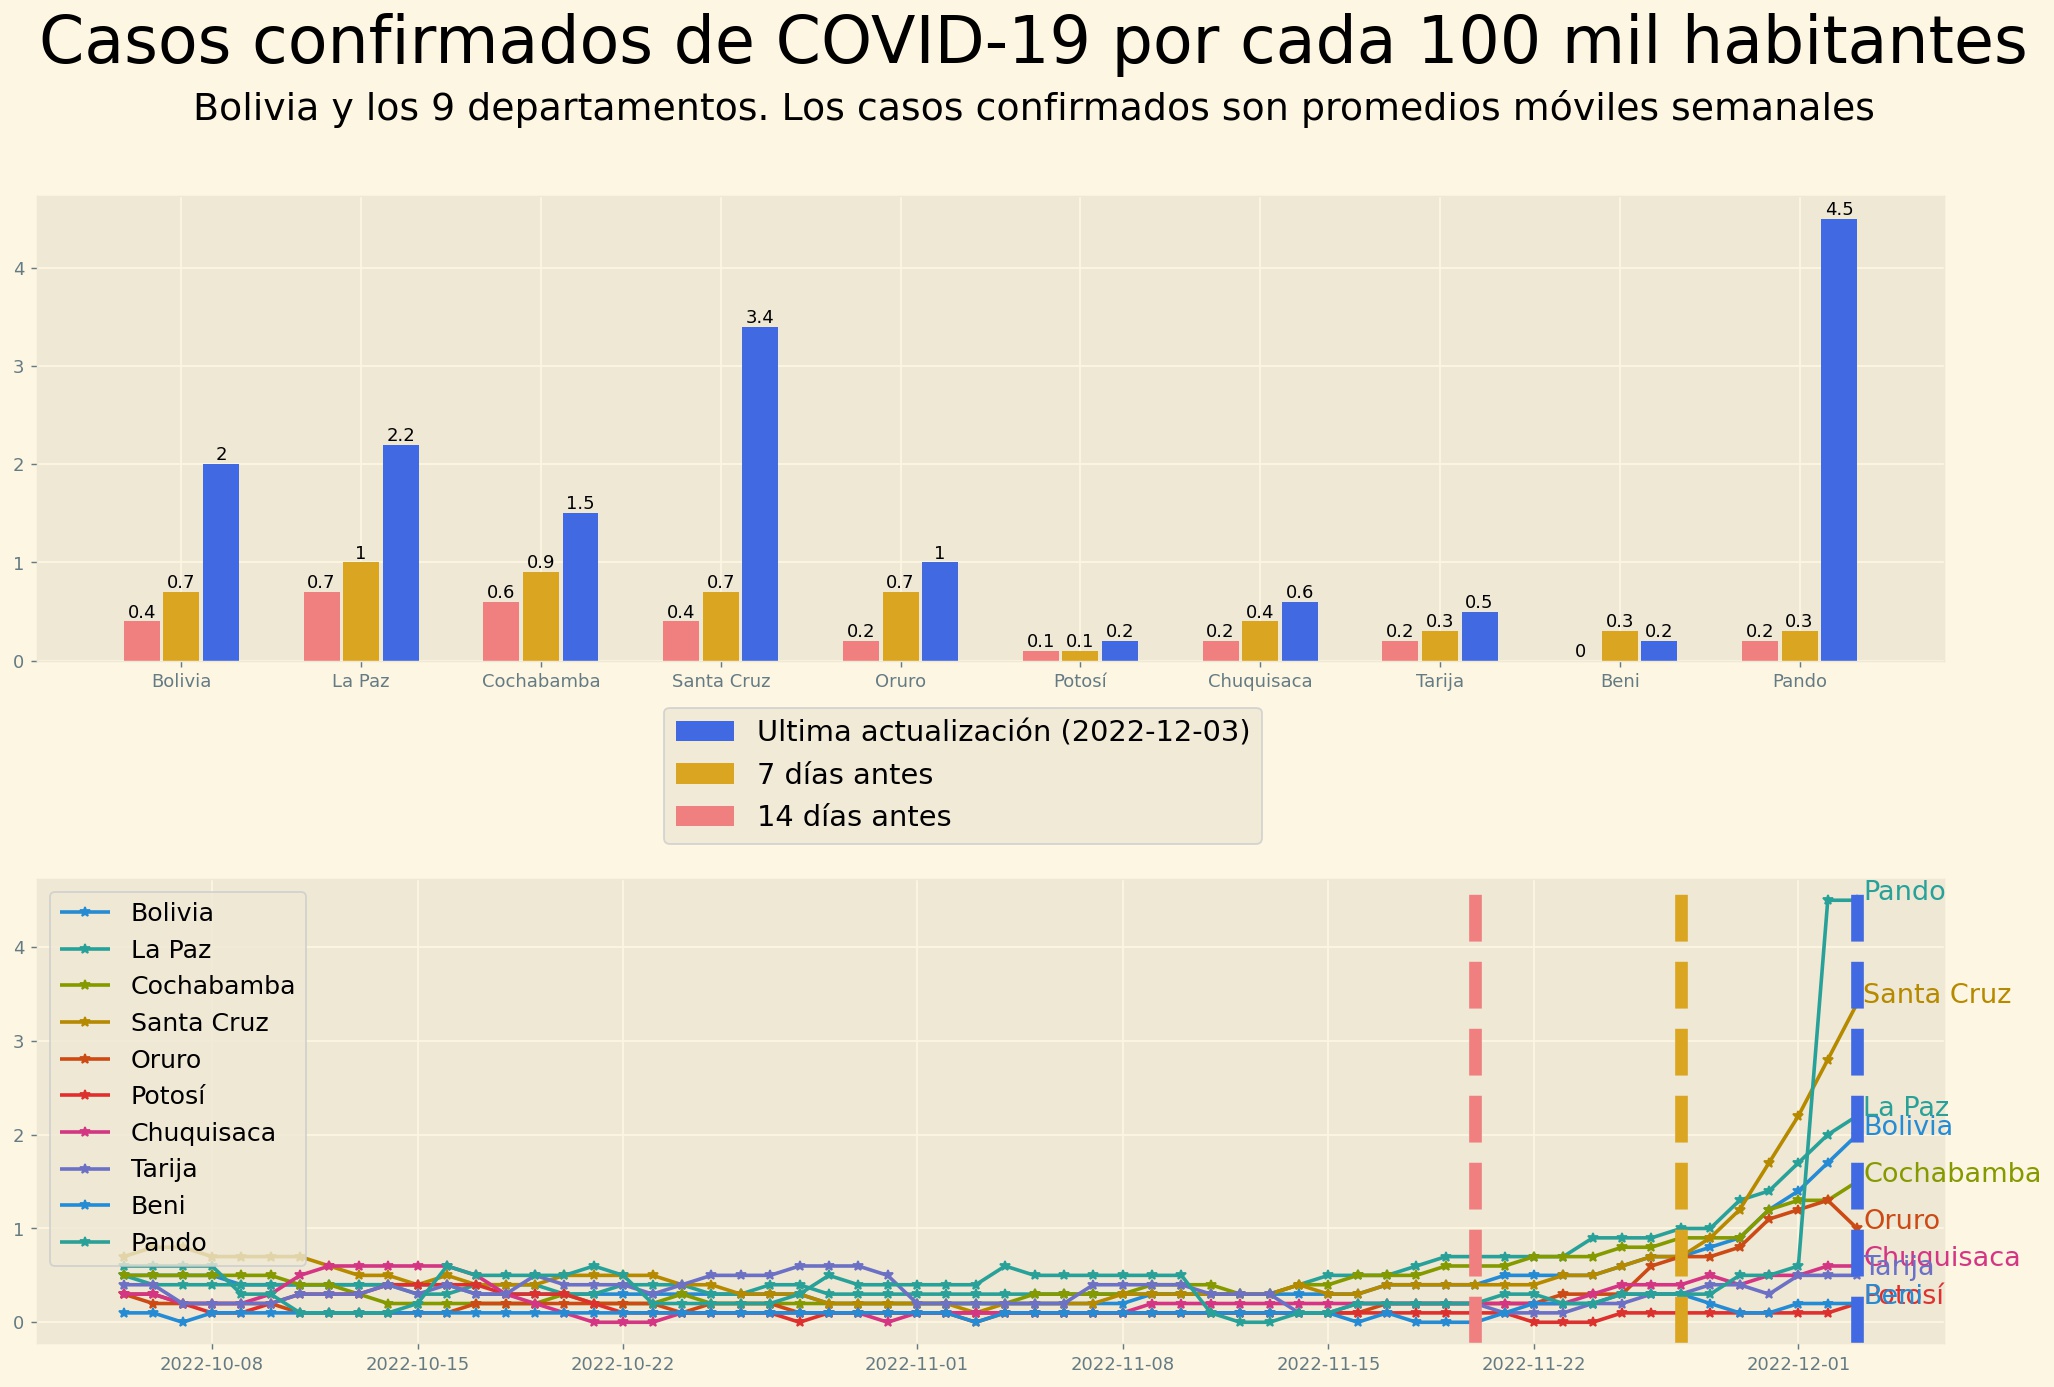 Casos confirmados de COVID-19 por cada 100 mil habitantes
Bolivia y los 9 departamentos. Los casos confirmados son promedios móviles semanales
4
3
2
1
0
0.4 0.7 2
0.7 1 2.2
0.6 0.9 1.5
0.4 0.7 3.4
0.2 0.7 1
0.1 0.1 0.2
0.2 0.4 0.6
0.2 0.3 0.5
0 0.3 0.2
0.2 0.3 4.5
Bolivia La Paz Cochabamba Santa Cruz Oruro Potosí Chuquisaca Tarija Beni Pando
Ultima actualización (2022-12-03)
7 días antes
14 días antes
4
3
2
1
0
Bolivia
La Paz
Cochabamba
Santa Cruz
Oruro
Potosí
Chuquisaca
Tarija
Beni
Pando
Pando
Santa Cruz
La Paz
Bolivia
Cochabamba
Oruro
Chuquisaca
Tarija
Beni
Potosí
2022-10-08 2022-10-15 2022-10-22 2022-11-01 2022-11-08 2022-11-15 2022-11-22 2022-12-01